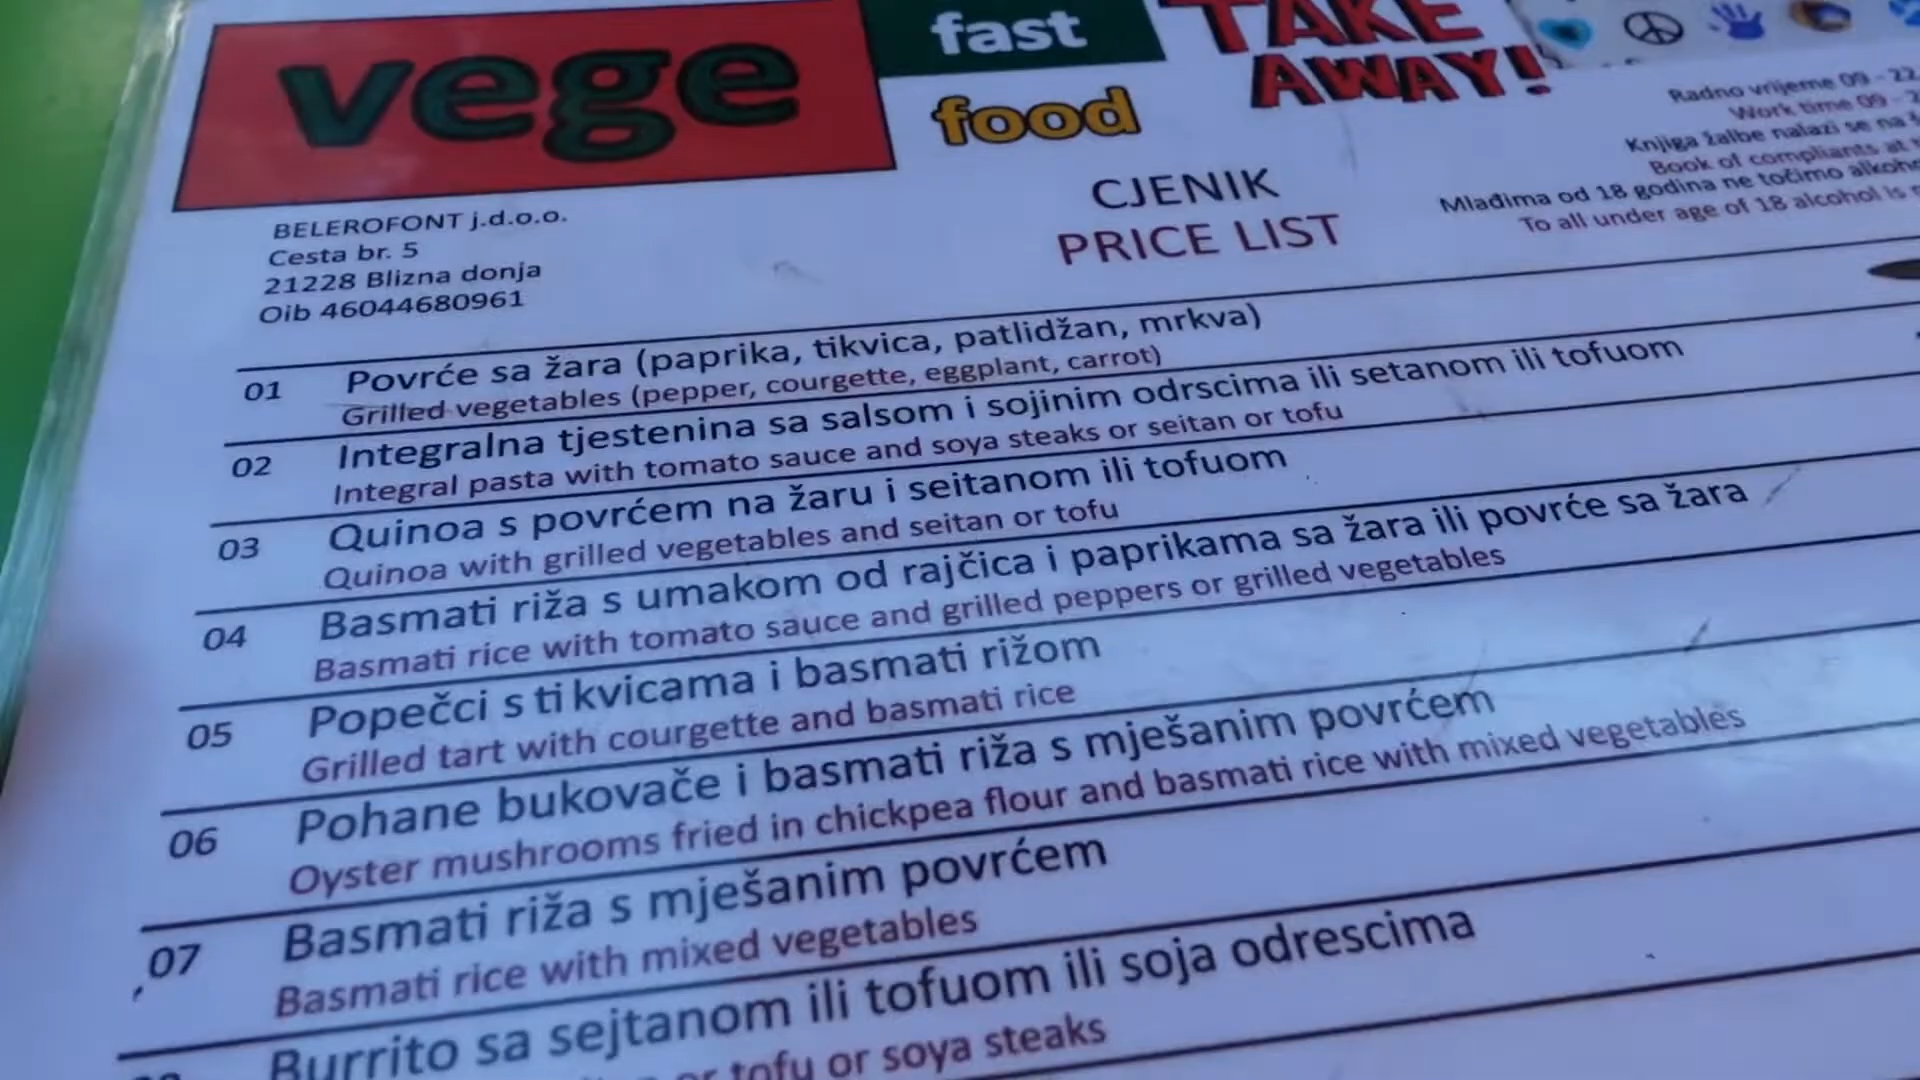 vege
fast
food
TAKE
AWAY!
Radno vrijeme 09 - 22
Work time 09 -
Knjiga žalbe nalazi se na
Book of compliants at
Mlađima od 18 godina ne točimo
To all under age of 18 alcohol is
CJENIK
PRICE LIST
BELEROFONT j.d.o.o.
Cesta br. 5
21228 Blizna donja
Oib 46044680961
01 Povrće sa žara (paprika, tikvica, patlidžan, mrkva)
Grilled vegetables (pepper, courgette, eggplant, carrot)
02 Integralna tjestenina sa salsom i sojinim odrscima ili setanom ili tofuom
Integral pasta with tomato sauce and soya steaks or seitan or tofu
03 Quinoa s povrćem na žaru i seitanom ili tofuom
Quinoa with grilled vegetables and seitan or tofu
04 Basmati riža s umakom od rajčica i paprikama sa žara ili povrće sa žara
Basmati rice with tomato sauce and grilled peppers or grilled vegetables
05 Popečci s tikvicama i basmati rižom
Grilled tart with courgette and basmati rice
06 Pohane bukovače i basmati riža s mješanim povrćem
Oyster mushrooms fried in chickpea flour and basmati rice with mixed vegetables
07 Basmati riža s mješanim povrćem
Basmati rice with mixed vegetables
Burrito sa sejtanom ili tofuom ili soja odrescima
or tofu or soya steaks